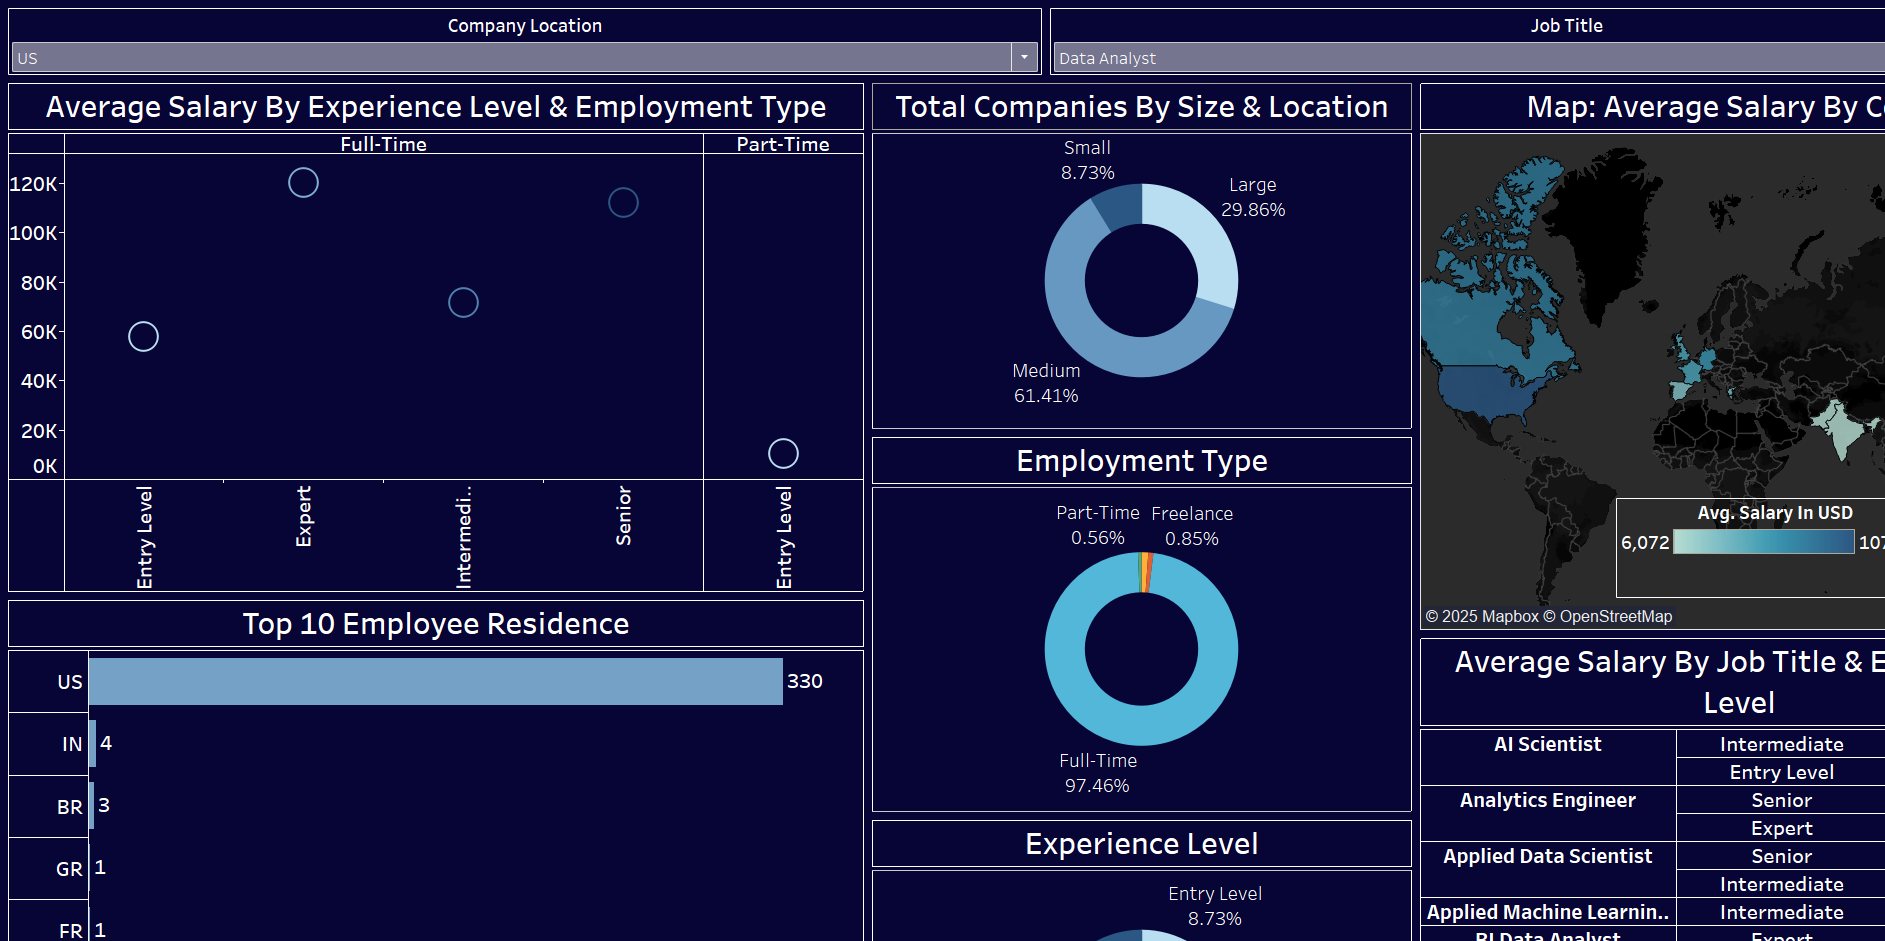 Company Location
US
Job Title
Data Analyst
Average Salary By Experience Level & Employment Type
Full-Time
Part-Time
120K
100K
80K
60K
40K
20K
0K
Entry Level
Expert
Intermedi..
Senior
Entry Level
Top 10 Employee Residence
US
330
IN
4
BR
3
GR
1
FR
1
Total Companies By Size & Location
Small
8.73%
Large
29.86%
Medium
61.41%
Employment Type
Part-Time
0.56%
Freelance
0.85%
Full-Time
97.46%
Experience Level
Entry Level
8.73%
Map: Average Salary By C
Avg. Salary In USD
6,072
107
© 2025 Mapbox © OpenStreetMap
Average Salary By Job Title & E
Level
AI Scientist
Intermediate
Entry Level
Analytics Engineer
Senior
Expert
Applied Data Scientist
Senior
Intermediate
Applied Machine Learnin..
Intermediate
BI Data Analyst
Expert